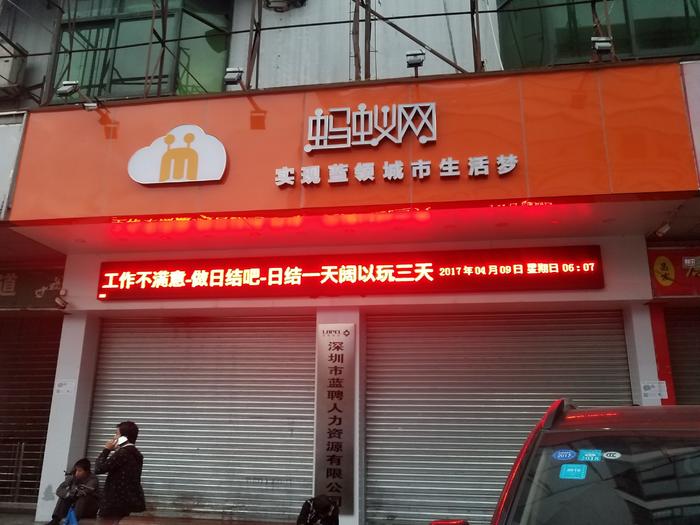 蚂蚁网
实现蓝领城市生活梦
工作不满意-做日结吧-日结一天阔以玩三天 2017年04月09日 星期日 06:07
深圳市蓝聘人力资源有限公
道